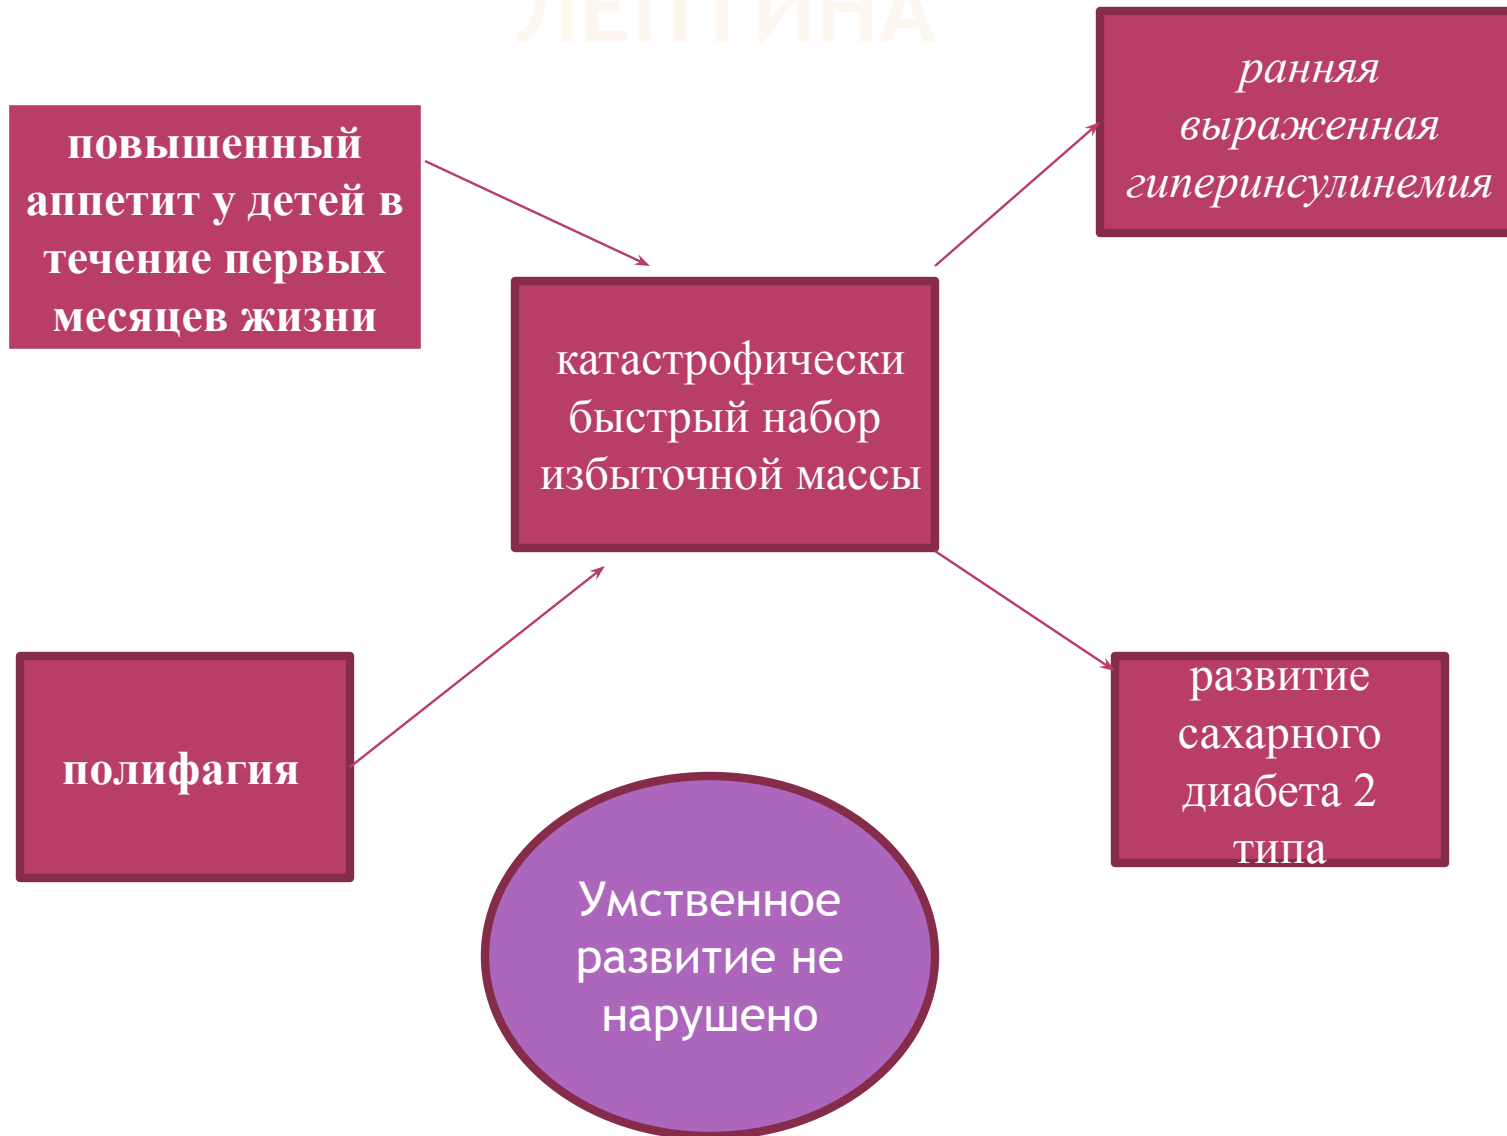 ЛЕПТИНА
повышенный
аппетит у детей в
течение первых
месяцев жизни
ранняя
выраженная
гиперинсулинемия
катастрофически
быстрый набор
избыточной массы
полифагия
развитие
сахарного
диабета 2
типа
Умственное
развитие не
нарушено